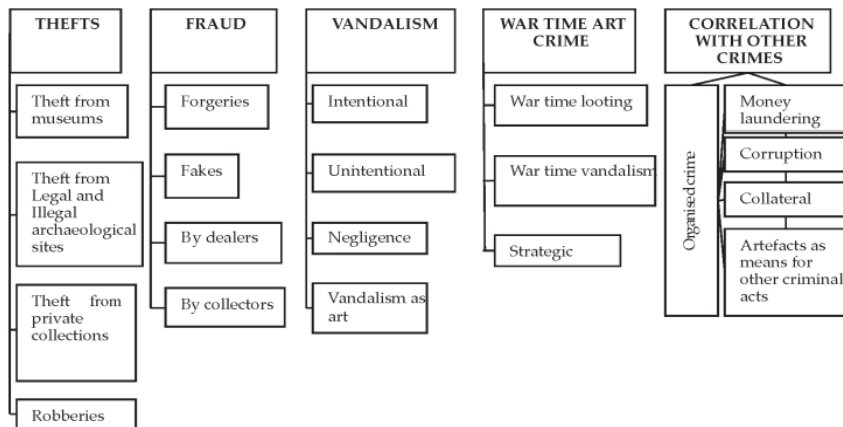 THEFTS
Theft from
museums
Theft from
Legal and
Illegal
archaeological
sites
Theft from
private
collections
Robberies
FRAUD
Forgeries
Fakes
By dealers
By collectors
VANDALISM
Intentional
Unintentional
Negligence
Vandalism as
art
WAR TIME ART
CRIME
War time looting
War time vandalism
Strategic
CORRELATION
WITH OTHER
CRIMES
Organised crime
Money
laundering
Corruption
Collateral
Artefacts as
means for
other criminal
acts